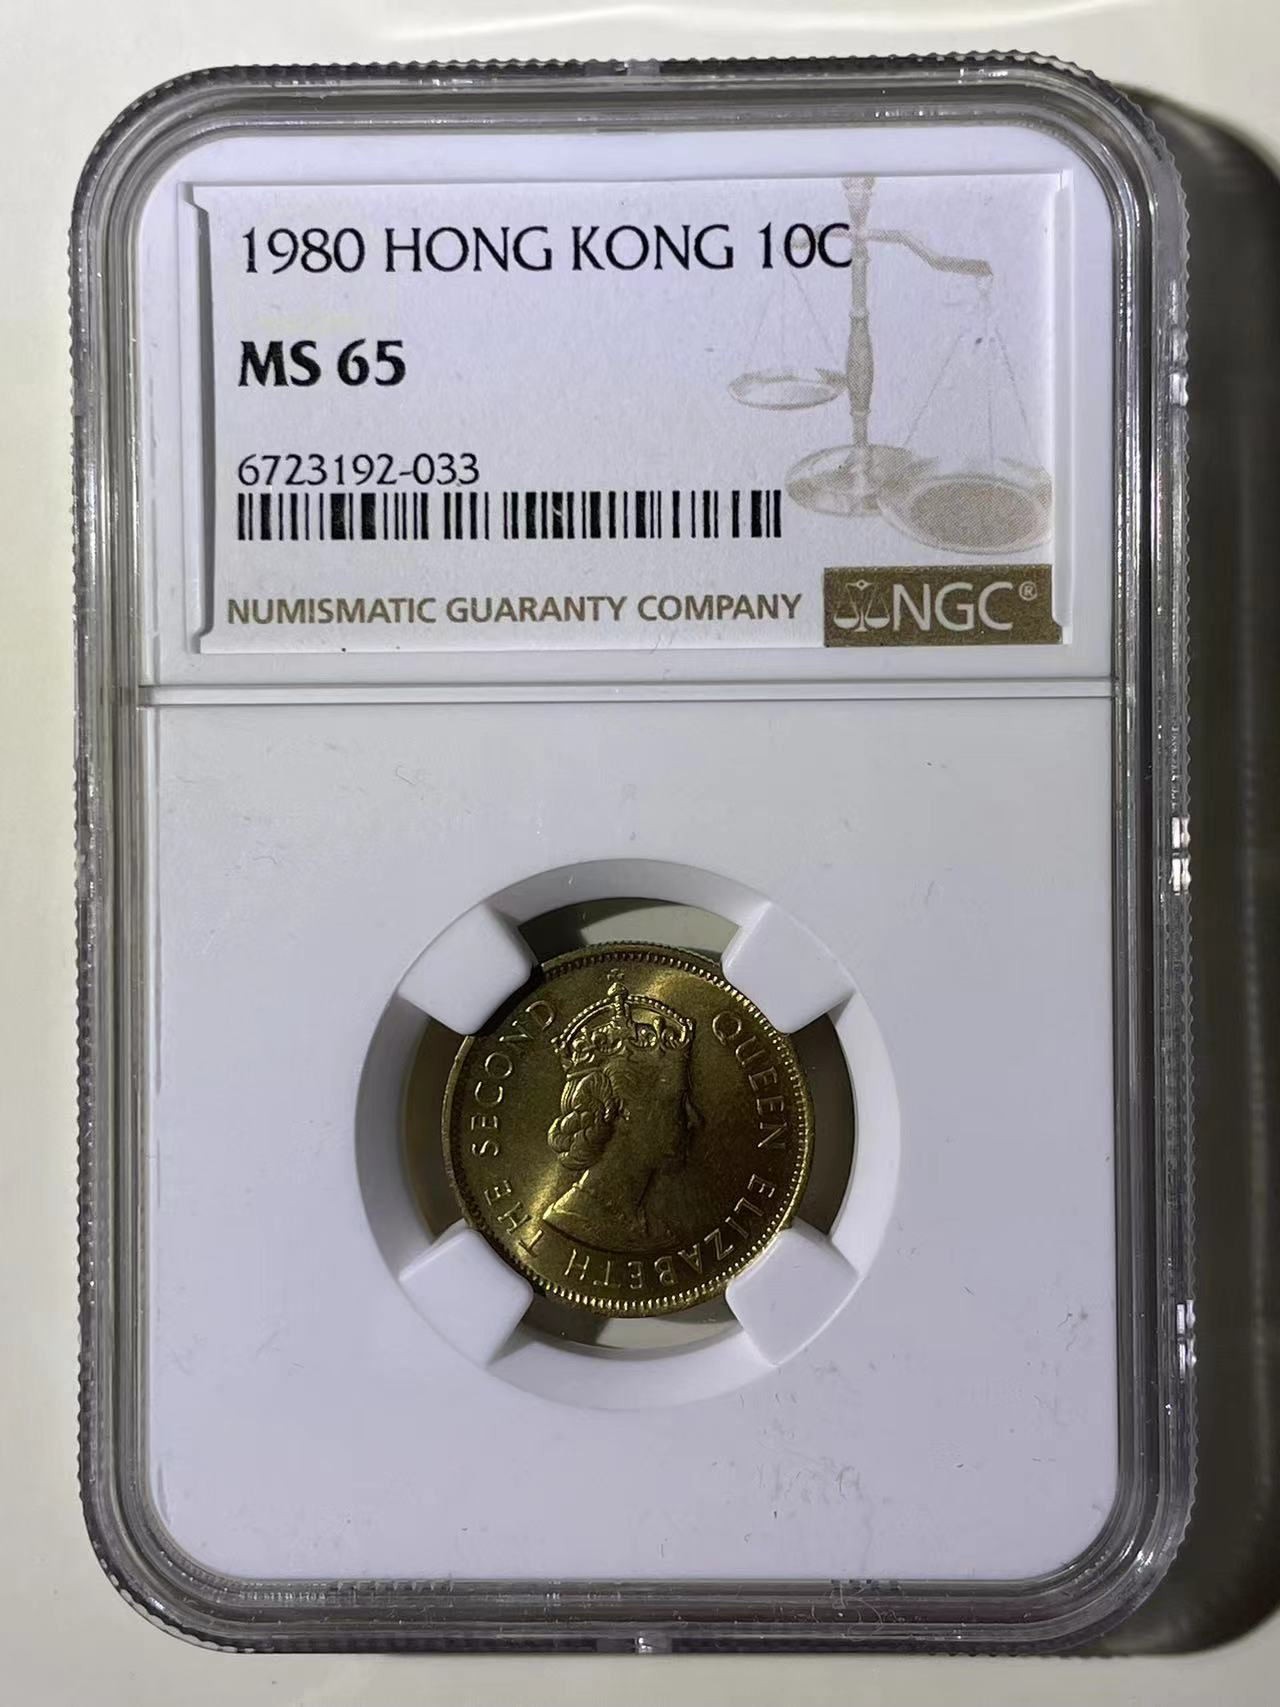 1980 HONG KONG 10C
MS 65
6723192-033
NUMISMATIC GUARANTY COMPANY NGC®
QUEEN ELIZABETH THE SECOND